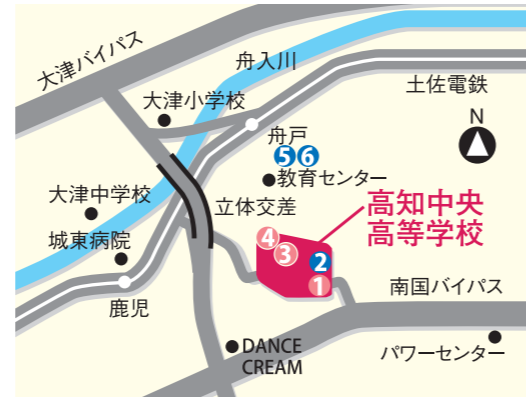 大津バイパス
舟入川
土佐電鉄
大津小学校
N
舟戸
5 6
教育センター
大津中学校
立体交差
高知中央
高等学校
城東病院
4
3
2
1
鹿児
南国バイパス
DANCE
CREAM
パワーセンター